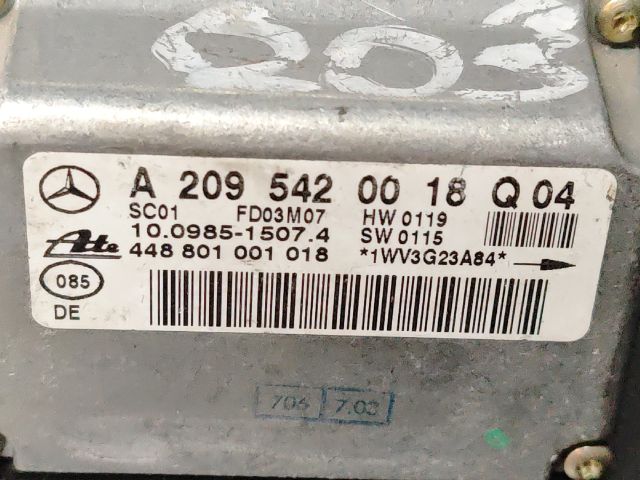 203
A 209 542 00 18 Q 04
SC01 FD03M07 HW 0119
10.0985-1507.4 SW 0115
Ate 448 801 001 018 *1WV3G23A84*
085
DE
706 7.03